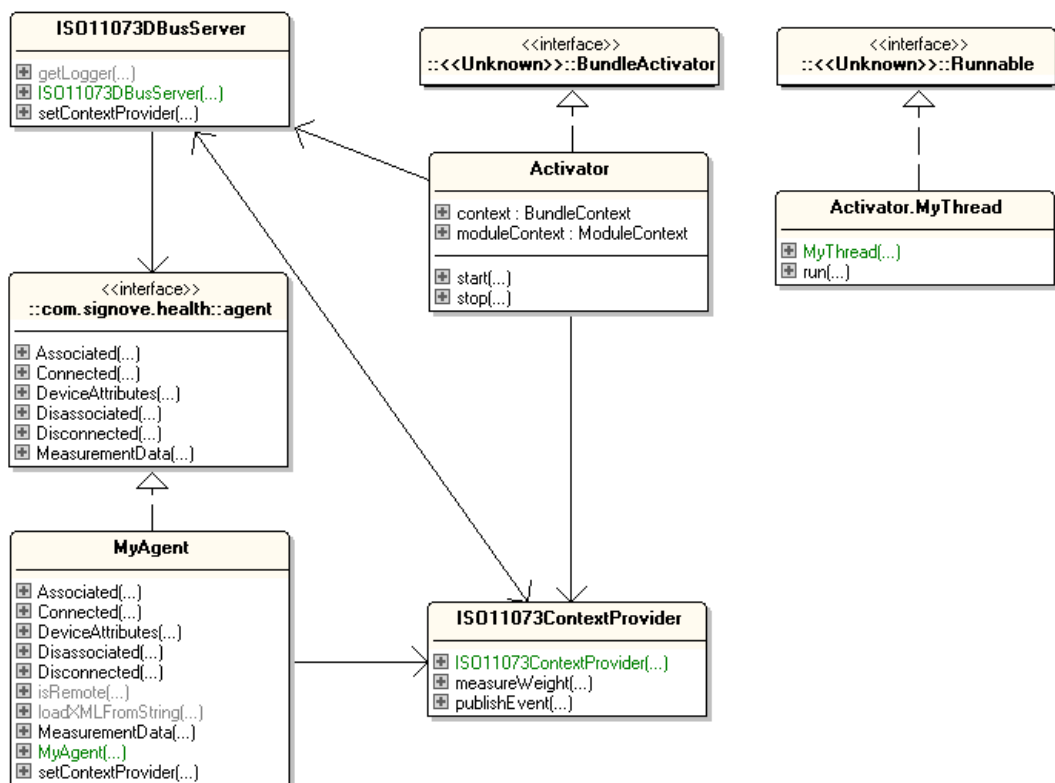 ISO11073DBusServer
getLogger(...)
ISO11073DBusServer(...)
setContextProvider(...)
<<interface>>
::<<Unknown>>::BundleActivator
<<interface>>
::<<Unknown>>::Runnable
Activator
context : BundleContext
moduleContext : ModuleContext
start(...)
stop(...)
Activator.MyThread
MyThread(...)
run(...)
<<interface>>
::com.signove.health::agent
Associated(...)
Connected(...)
DeviceAttributes(...)
Disassociated(...)
Disconnected(...)
MeasurementData(...)
MyAgent
Associated(...)
Connected(...)
DeviceAttributes(...)
Disassociated(...)
Disconnected(...)
isRemote(...)
loadXMLFromString(...)
MeasurementData(...)
MyAgent(...)
setContextProvider(...)
ISO11073ContextProvider
ISO11073ContextProvider(...)
measureWeight(...)
publishEvent(...)